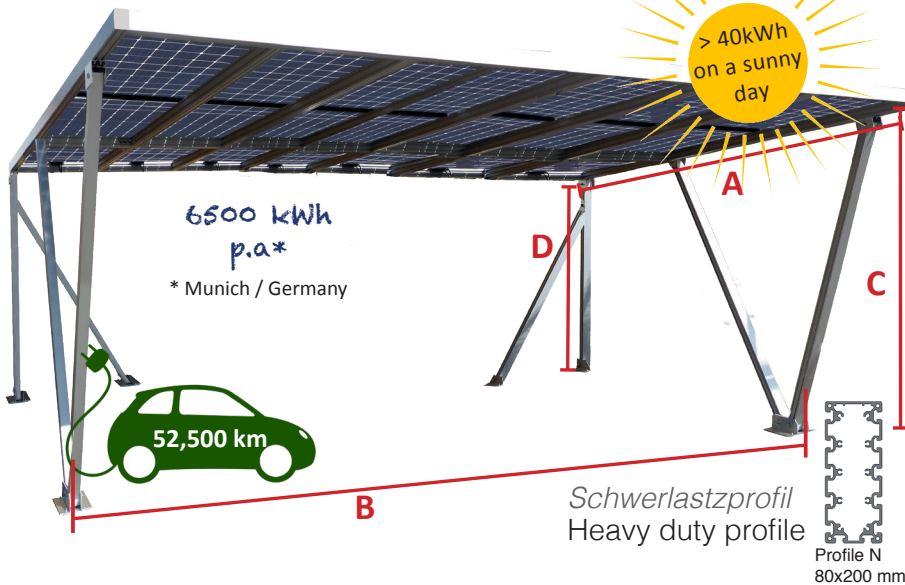 > 40kWh
on a sunny
day
A
6500 kWh
p.a*
* Munich / Germany
D
C
52,500 km
B
Schwerlastzprofil
Heavy duty profile
Profile N
80x200 mm